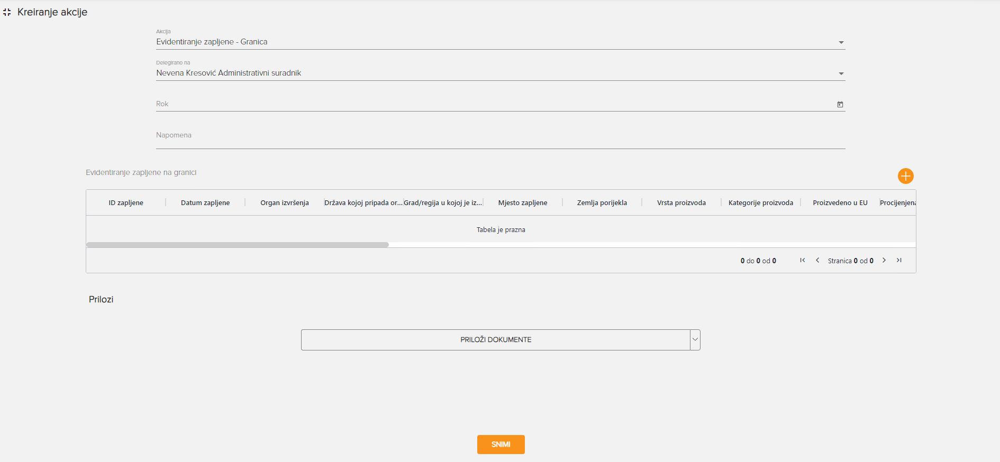 Kreiranje akcije
Akcija
Evidentiranje zapljene - Granica
Delegirano na
Nevena Kresović Administrativni suradnik
Rok
Napomena
Evidentiranje zapljene na granici
ID zapljene Datum zapljene Organ izvršenja Država kojoj pripada or... Grad/regija u kojoj je iz... Mjesto zapljene Zemlja porijekla Vrsta proizvoda Kategorije proizvoda Proizvedeno u EU Procijenjena
Tabela je prazna
0 do 0 od 0 Stranica 0 od 0
Prilozi
PRILOŽI DOKUMENTE
SNIMI